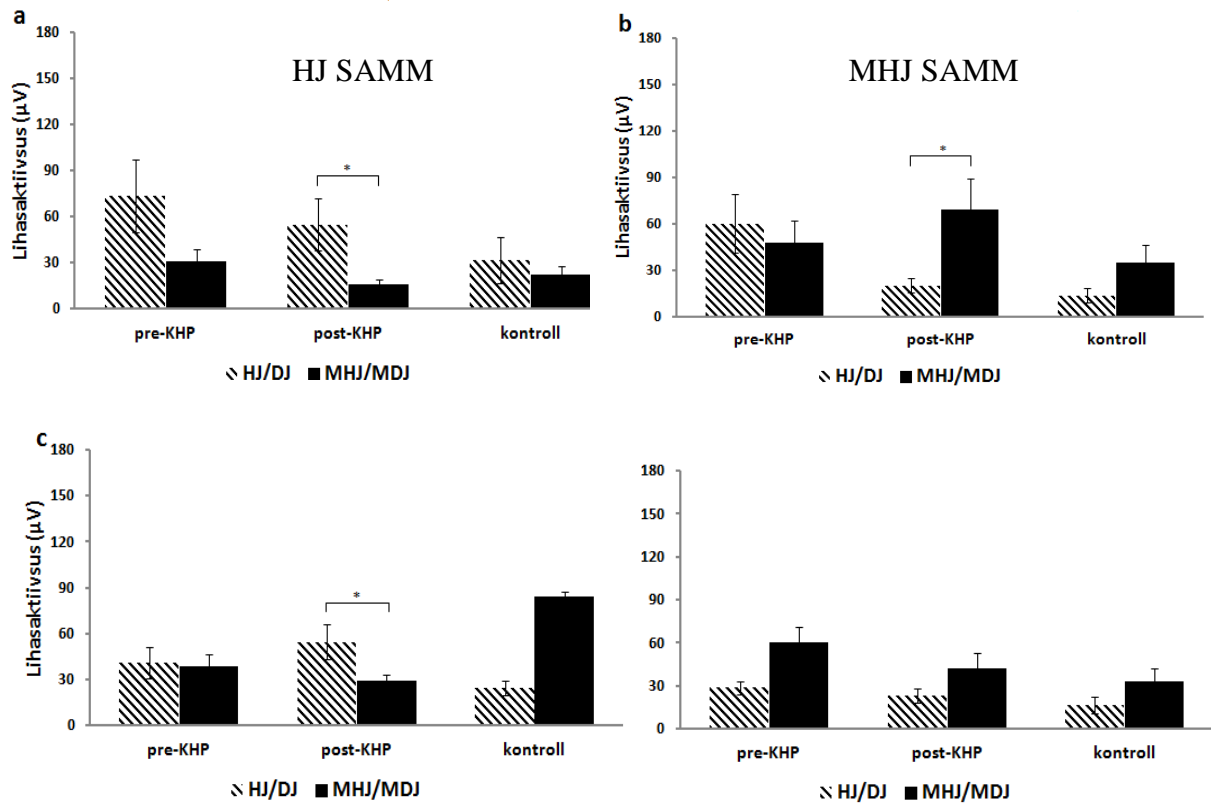 a
180
HJ SAMM
150
120
90
60
30
0
Lihasaktiivsus (µV)
*
pre-KHP post-KHP kontroll
HJ/DJ MHJ/MDJ
b
180
MHJ SAMM
150
120
90
60
30
0
Lihasaktiivsus (µV)
*
pre-KHP post-KHP kontroll
HJ/DJ MHJ/MDJ
c
180
150
120
90
60
30
0
Lihasaktiivsus (µV)
*
pre-KHP post-KHP kontroll
HJ/DJ MHJ/MDJ
180
150
120
90
60
30
0
pre-KHP post-KHP kontroll
HJ/DJ MHJ/MDJ